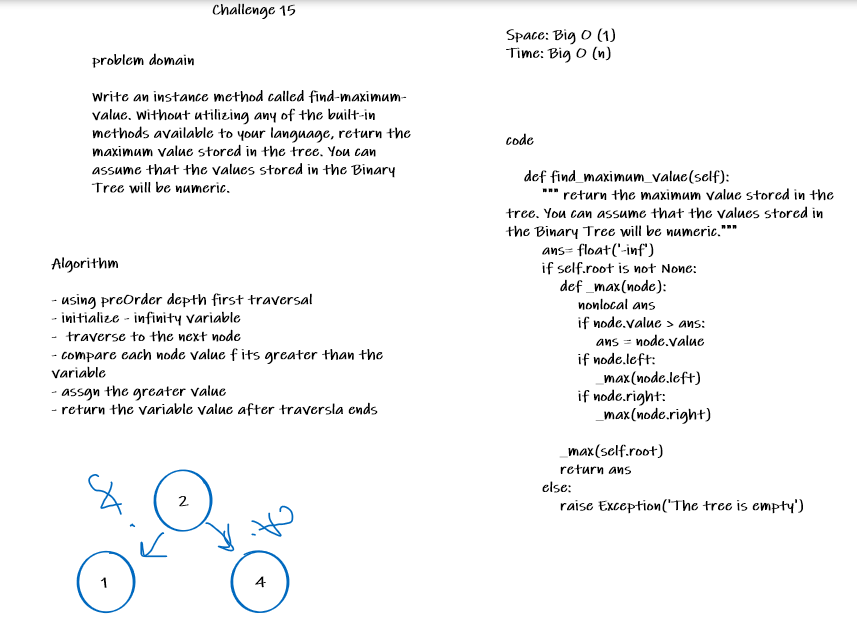 Challenge 15
problem domain
Write an instance method called find-maximum-
value. Without utilizing any of the built-in
methods available to your language, return the
maximum value stored in the tree. You can
assume that the values stored in the Binary
Tree will be numeric.
Algorithm
- using preOrder depth first traversal
- initialize - infinity variable
- traverse to the next node
- compare each node value f its greater than the
variable
- assgn the greater value
- return the variable value after traversla ends
2
1
4
Space: Big O (1)
Time: Big O (n)
code
def find_maximum_value(self):
""" return the maximum value stored in the
tree. You can assume that the values stored in
the Binary Tree will be numeric."""
ans= float('-inf')
if self.root is not None:
def _max(node):
nonlocal ans
if node.value > ans:
ans = node.value
if node.left:
_max(node.left)
if node.right:
_max(node.right)
_max(self.root)
return ans
else:
raise Exception('The tree is empty')